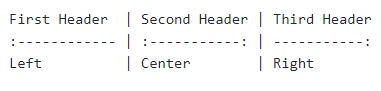 First Header  | Second Header | Third Header
:------------ | :-----------: | -----------:
Left          | Center        | Right